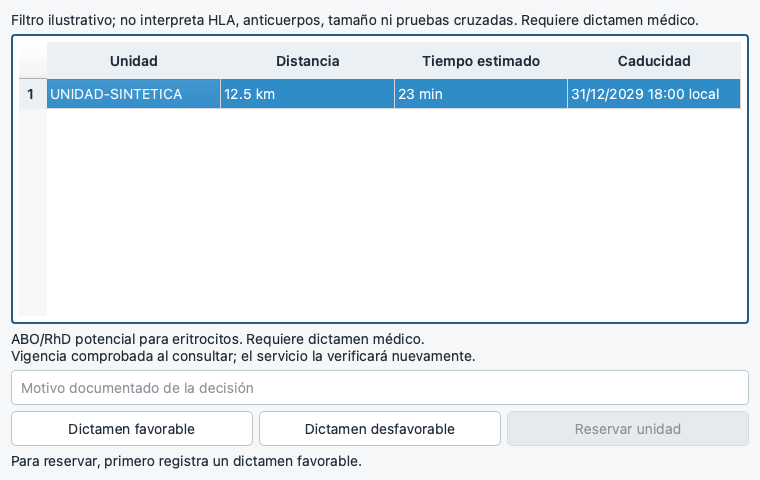 Filtro ilustrativo; no interpreta HLA, anticuerpos, tamaño ni pruebas cruzadas. Requiere dictamen médico.
Unidad Distancia Tiempo estimado Caducidad
1 UNIDAD-SINTETICA 12.5 km 23 min 31/12/2029 18:00 local
ABO/RhD potencial para eritrocitos. Requiere dictamen médico.
Vigencia comprobada al consultar; el servicio la verificará nuevamente.
Motivo documentado de la decisión
Dictamen favorable Dictamen desfavorable Reservar unidad
Para reservar, primero registra un dictamen favorable.